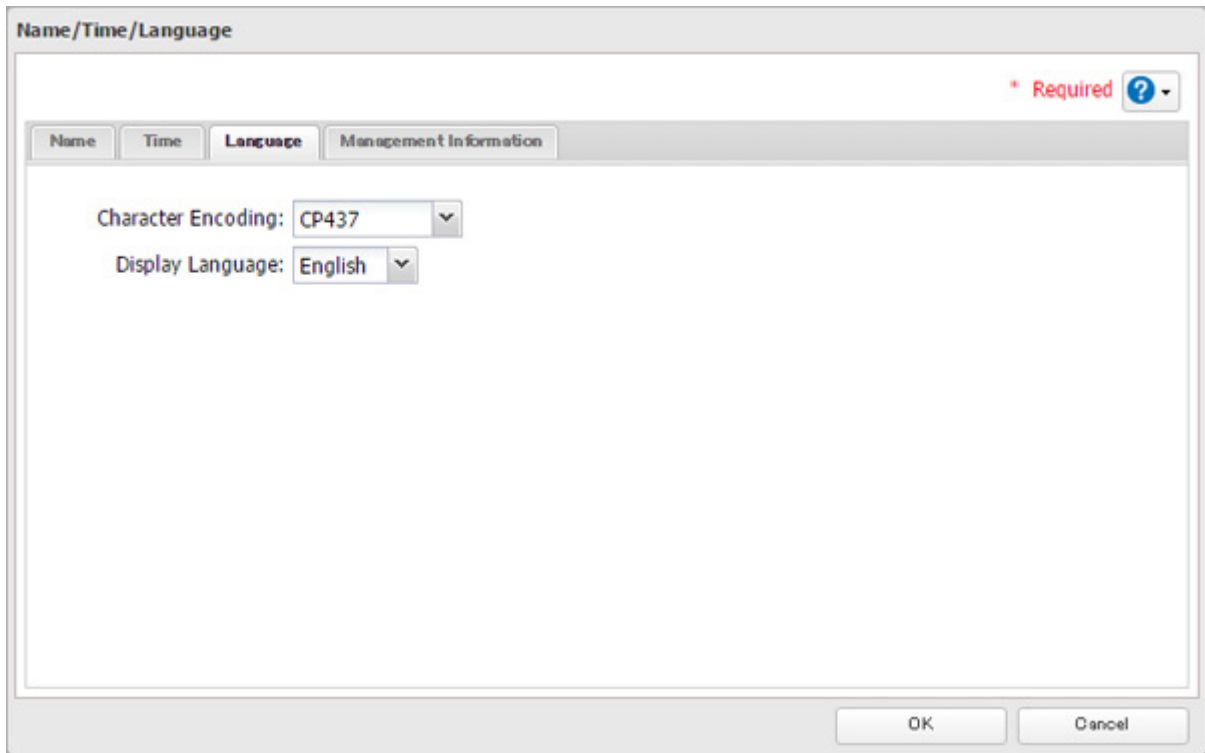 Name/Time/Language
* Required ?
Name Time Language Management Information
Character Encoding: CP437
Display Language: English
OK Cancel